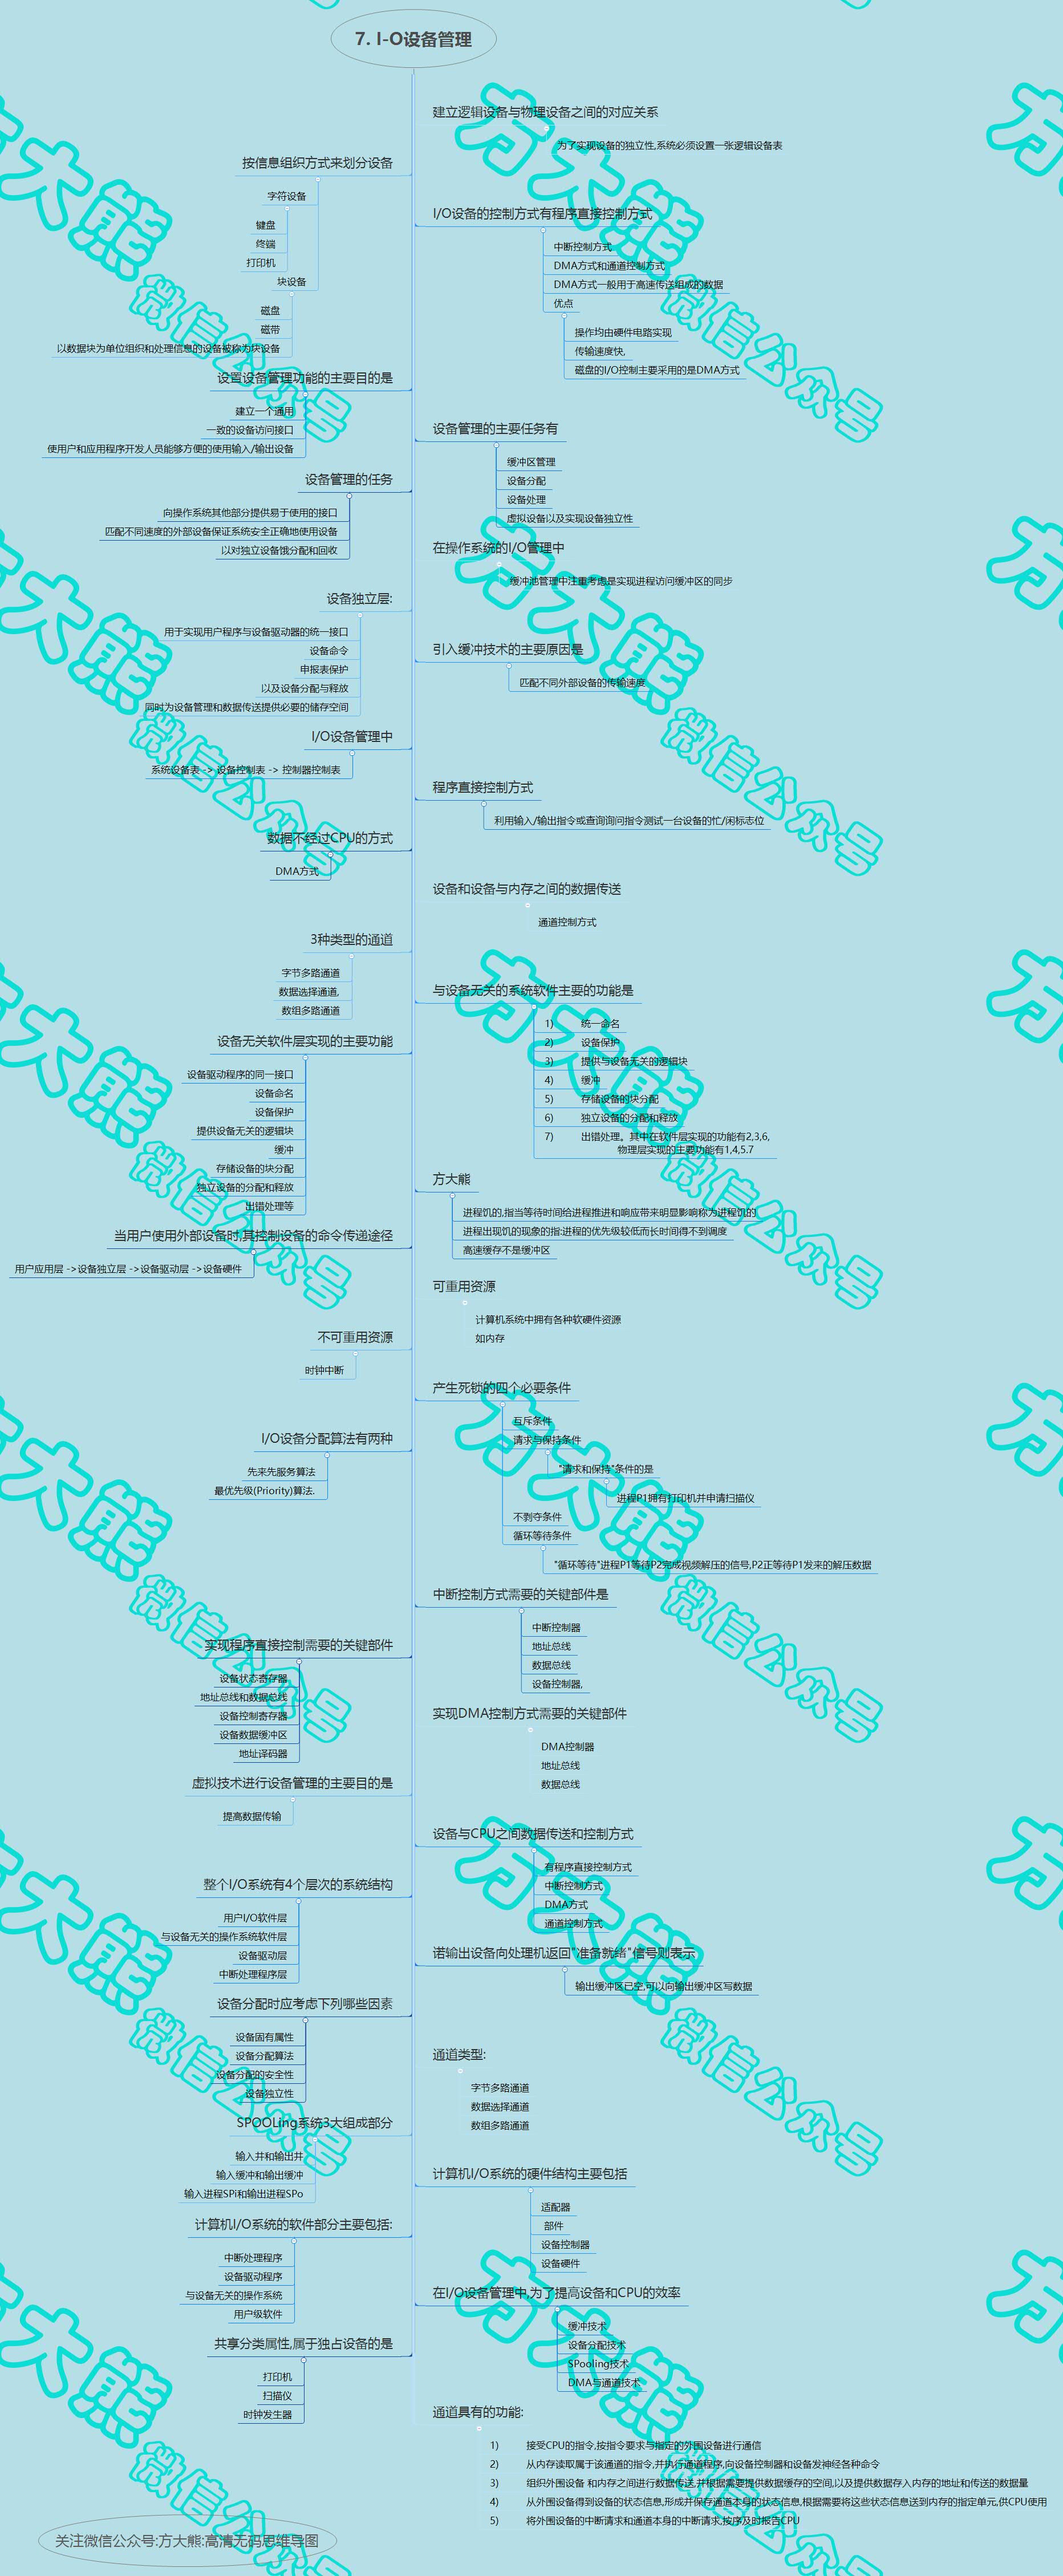 7. I-O设备管理
建立逻辑设备与物理设备之间的对应关系
为了实现设备的独立性,系统必须设置一张逻辑设备表
I/O设备的控制方式有程序直接控制方式
中断控制方式
DMA方式和通道控制方式
DMA方式一般用于高速传送组成的数据
优点
操作均由硬件电路实现
传输速度快,
磁盘的I/O控制主要采用的是DMA方式
设备管理的主要任务有
缓冲区管理
设备分配
设备处理
虚拟设备以及实现设备独立性
在操作系统的I/O管理中
缓冲池管理中注重考虑是实现进程访问缓冲区的同步
引入缓冲技术的主要原因是
匹配不同外部设备的传输速度
程序直接控制方式
利用输入/输出指令或查询询问指令测试一台设备的忙/闲标志位
设备和设备与内存之间的数据传送
通道控制方式
与设备无关的系统软件主要的功能是
1) 统一命名
2) 设备保护
3) 提供与设备无关的逻辑块
4) 缓冲
5) 存储设备的块分配
6) 独立设备的分配和释放
7) 出错处理。其中在软件层实现的功能有2,3,6,
物理层实现的主要功能有1,4,5.7
方大熊
进程饥的,指当等待时间给进程推进和响应带来明显影响称为进程饥的
进程出现饥的现象的指:进程的优先级较低而长时间得不到调度
高速缓存不是缓冲区
可重用资源
计算机系统中拥有各种软硬件资源
如内存
产生死锁的四个必要条件
互斥条件
请求与保持条件
"请求和保持"条件的是
进程P1拥有打印机并申请扫描仪
不剥夺条件
循环等待条件
"循环等待"进程P1等待P2完成视频解压的信号,P2正等待P1发来的解压数据
中断控制方式需要的关键部件是
中断控制器
地址总线
数据总线
设备控制器,
实现DMA控制方式需要的关键部件
DMA控制器
地址总线
数据总线
设备与CPU之间数据传送和控制方式
有程序直接控制方式
中断控制方式
DMA方式
通道控制方式
诺输出设备向处理机返回"准备就绪"信号则表示
输出缓冲区已空,可以向输出缓冲区写数据
通道类型:
字节多路通道
数据选择通道
数组多路通道
计算机I/O系统的硬件结构主要包括
适配器
部件
设备控制器
设备硬件
在I/O设备管理中,为了提高设备和CPU的效率
缓冲技术
设备分配技术
SPooling技术
DMA与通道技术
通道具有的功能:
1) 接受CPU的指令,按指令要求与指定的外围设备进行通信
2) 从内存读取属于该通道的指令,并执行通道程序,向设备控制器和设备发神经各种命令
3) 组织外围设备 和内存之间进行数据传送,并根据需要提供数据缓存的空间,以及提供数据存入内存的地址和传送的数据量
4) 从外围设备得到设备的状态信息,形成并保存通道本身的状态信息,根据需要将这些状态信息送到内存的指定单元,供CPU使用
5) 将外围设备的中断请求和通道本身的中断请求,按序及时报告CPU
按信息组织方式来划分设备
字符设备
键盘
终端
打印机
块设备
磁盘
磁带
以数据块为单位组织和处理信息的设备被称为块设备
设置设备管理功能的主要目的是
建立一个通用
一致的设备访问接口
使用户和应用程序开发人员能够方便的使用输入/输出设备
设备管理的任务
向操作系统其他部分提供易于使用的接口
匹配不同速度的外部设备保证系统安全正确地使用设备
以对独立设备饿分配和回收
设备独立层:
用于实现用户程序与设备驱动器的统一接口
设备命令
申报表保护
以及设备分配与释放
同时为设备管理和数据传送提供必要的储存空间
I/O设备管理中
系统设备表 -> 设备控制表 -> 控制器控制表
数据不经过CPU的方式
DMA方式
3种类型的通道
字节多路通道
数据选择通道,
数组多路通道
设备无关软件层实现的主要功能
设备驱动程序的同一接口
设备命名
设备保护
提供设备无关的逻辑块
缓冲
存储设备的块分配
独立设备的分配和释放
出错处理等
当用户使用外部设备时,其控制设备的命令传递途径
用户应用层 ->设备独立层 ->设备驱动层 ->设备硬件
不可重用资源
时钟中断
I/O设备分配算法有两种
先来先服务算法
最优先级(Priority)算法.
实现程序直接控制需要的关键部件
设备状态寄存器
地址总线和数据总线
设备控制寄存器
设备数据缓冲区
地址译码器
虚拟技术进行设备管理的主要目的是
提高数据传输
整个I/O系统有4个层次的系统结构
用户I/O软件层
与设备无关的操作系统软件层
设备驱动层
中断处理程序层
设备分配时应考虑下列哪些因素
设备固有属性
设备分配算法
设备分配的安全性
设备独立性
SPOOLing系统3大组成部分
输入井和输出井
输入缓冲和输出缓冲
输入进程SPi和输出进程SPo
计算机I/O系统的软件部分主要包括:
中断处理程序
设备驱动程序
与设备无关的操作系统
用户级软件
共享分类属性,属于独占设备的是
打印机
扫描仪
时钟发生器
关注微信公众号:方大熊:高清无码思维导图
方大熊
微信公众号